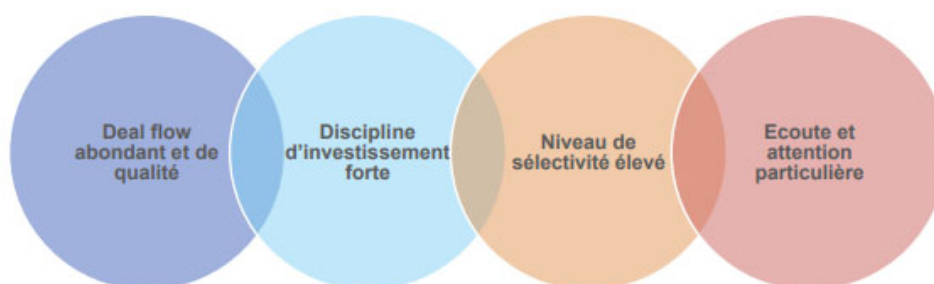 Deal flow
abondant et de
qualité
Discipline
d'investissement
forte
Niveau de
sélectivité élevé
Ecoute et
attention
particulière